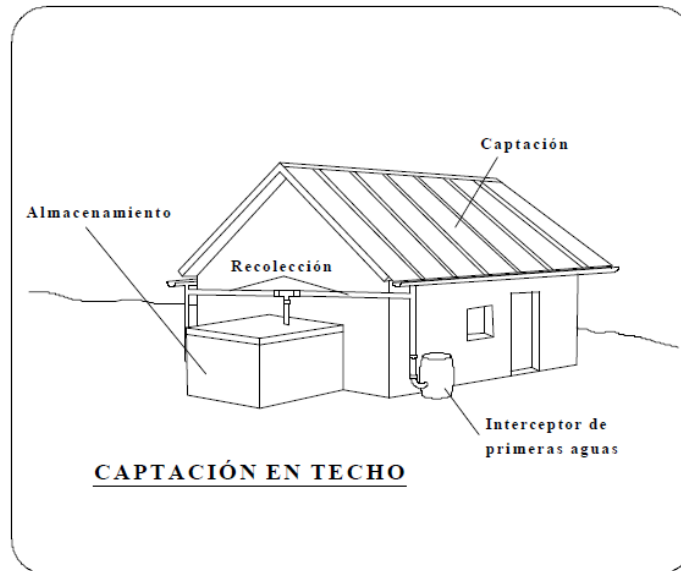 Captación
Almacenamiento
Recolección
Interceptor de
primeras aguas
CAPTACIÓN EN TECHO